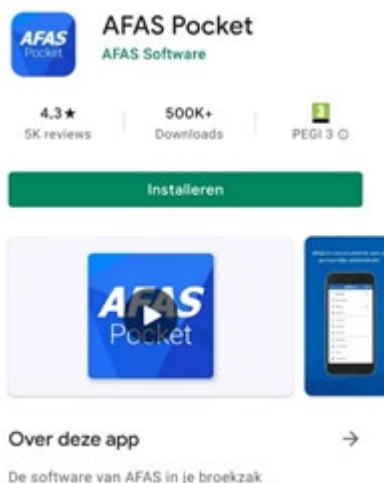 AFAS
Pocket
AFAS Pocket
AFAS Software
4.3★
500K+
3
5K reviews
Downloads
PEGI 3
Installeren
AFAS
Pocket
Over deze app
De software van AFAS in je broekzak